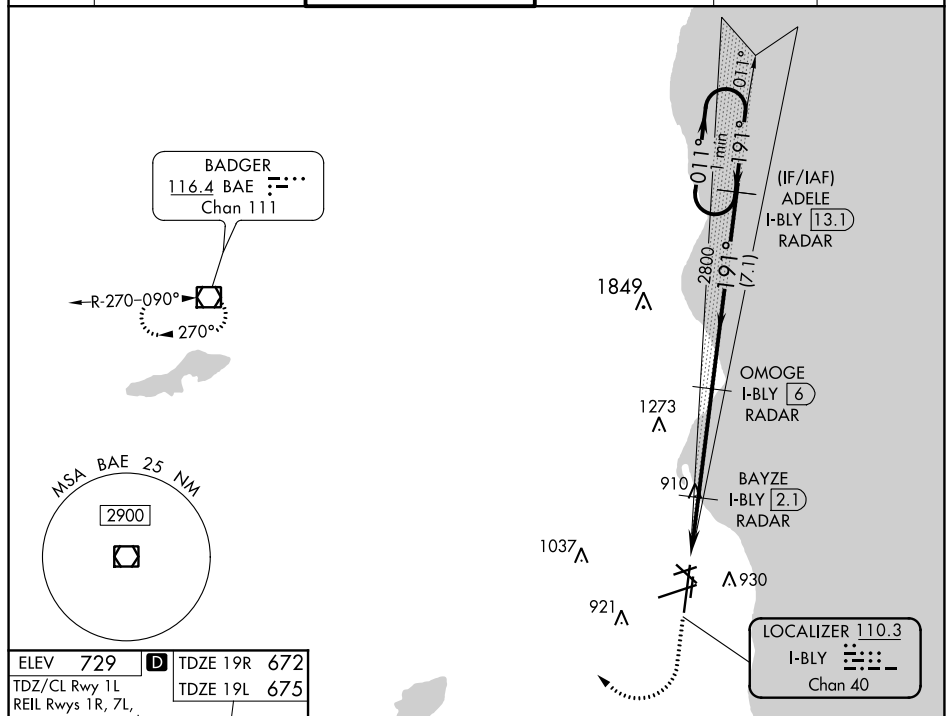 BADGER
116.4 BAE
Chan 111
R-270-090°
270°
MSA BAE 25 NM
2900
011°
011°
1 min
191°
(IF/IAF)
ADELE
I-BLY 13.1
RADAR
2800
191°
(7.1)
1849
OMOGE
I-BLY 6
RADAR
1273
910
BAYZE
I-BLY 2.1
RADAR
1037
930
921
LOCALIZER 110.3
I-BLY
Chan 40
ELEV 729 D TDZE 19R 672
TDZE 19L 675
TDZ/CL Rwy 1L
REIL Rwys 1R, 7L,